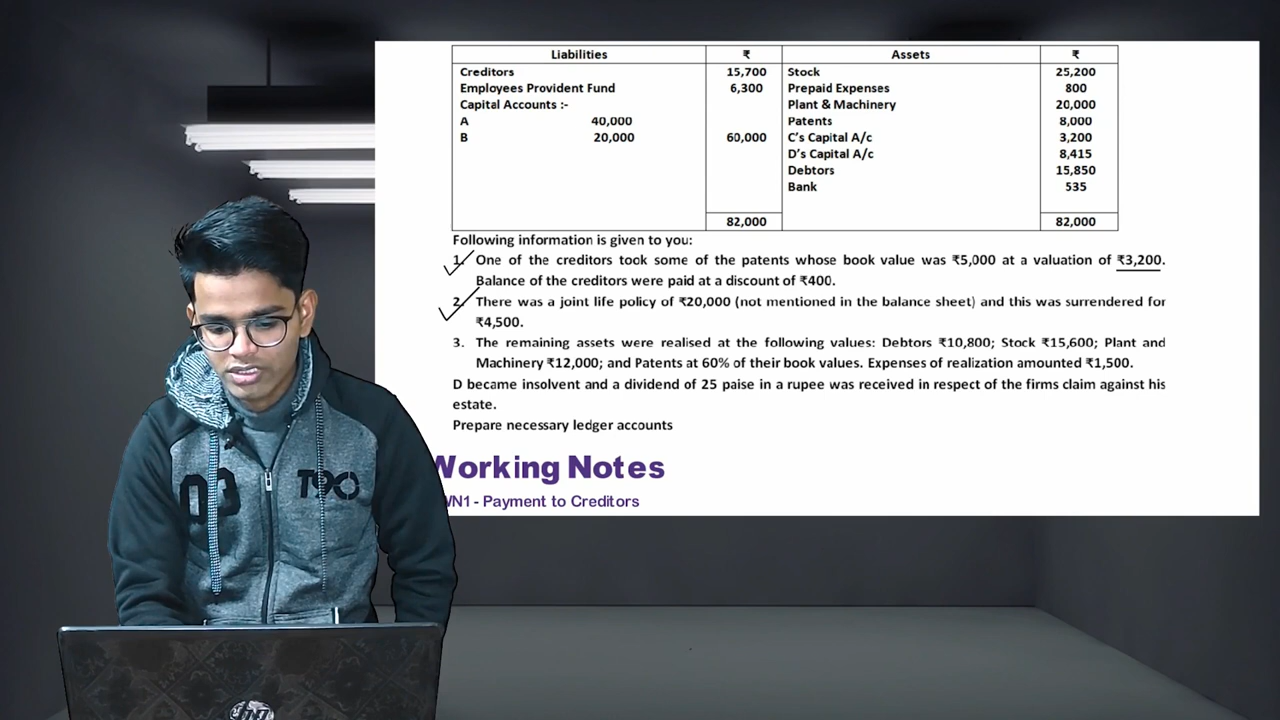 Liabilities ₹ Assets ₹
Creditors 15,700 Stock 25,200
Employees Provident Fund 6,300 Prepaid Expenses 800
Capital Accounts :- Plant & Machinery 20,000
A 40,000 Patents 8,000
B 20,000 60,000 C's Capital A/c 3,200
D's Capital A/c 8,415
Debtors 15,850
Bank 535
82,000 82,000
Following information is given to you:
1. One of the creditors took some of the patents whose book value was ₹5,000 at a valuation of ₹3,200.
Balance of the creditors were paid at a discount of ₹400.
2. There was a joint life policy of ₹20,000 (not mentioned in the balance sheet) and this was surrendered for
₹4,500.
3. The remaining assets were realised at the following values: Debtors ₹10,800; Stock ₹15,600; Plant and
Machinery ₹12,000; and Patents at 60% of their book values. Expenses of realization amounted ₹1,500.
D became insolvent and a dividend of 25 paise in a rupee was received in respect of the firms claim against his
estate.
Prepare necessary ledger accounts
Working Notes
WN1 - Payment to Creditors
03
T90
hp